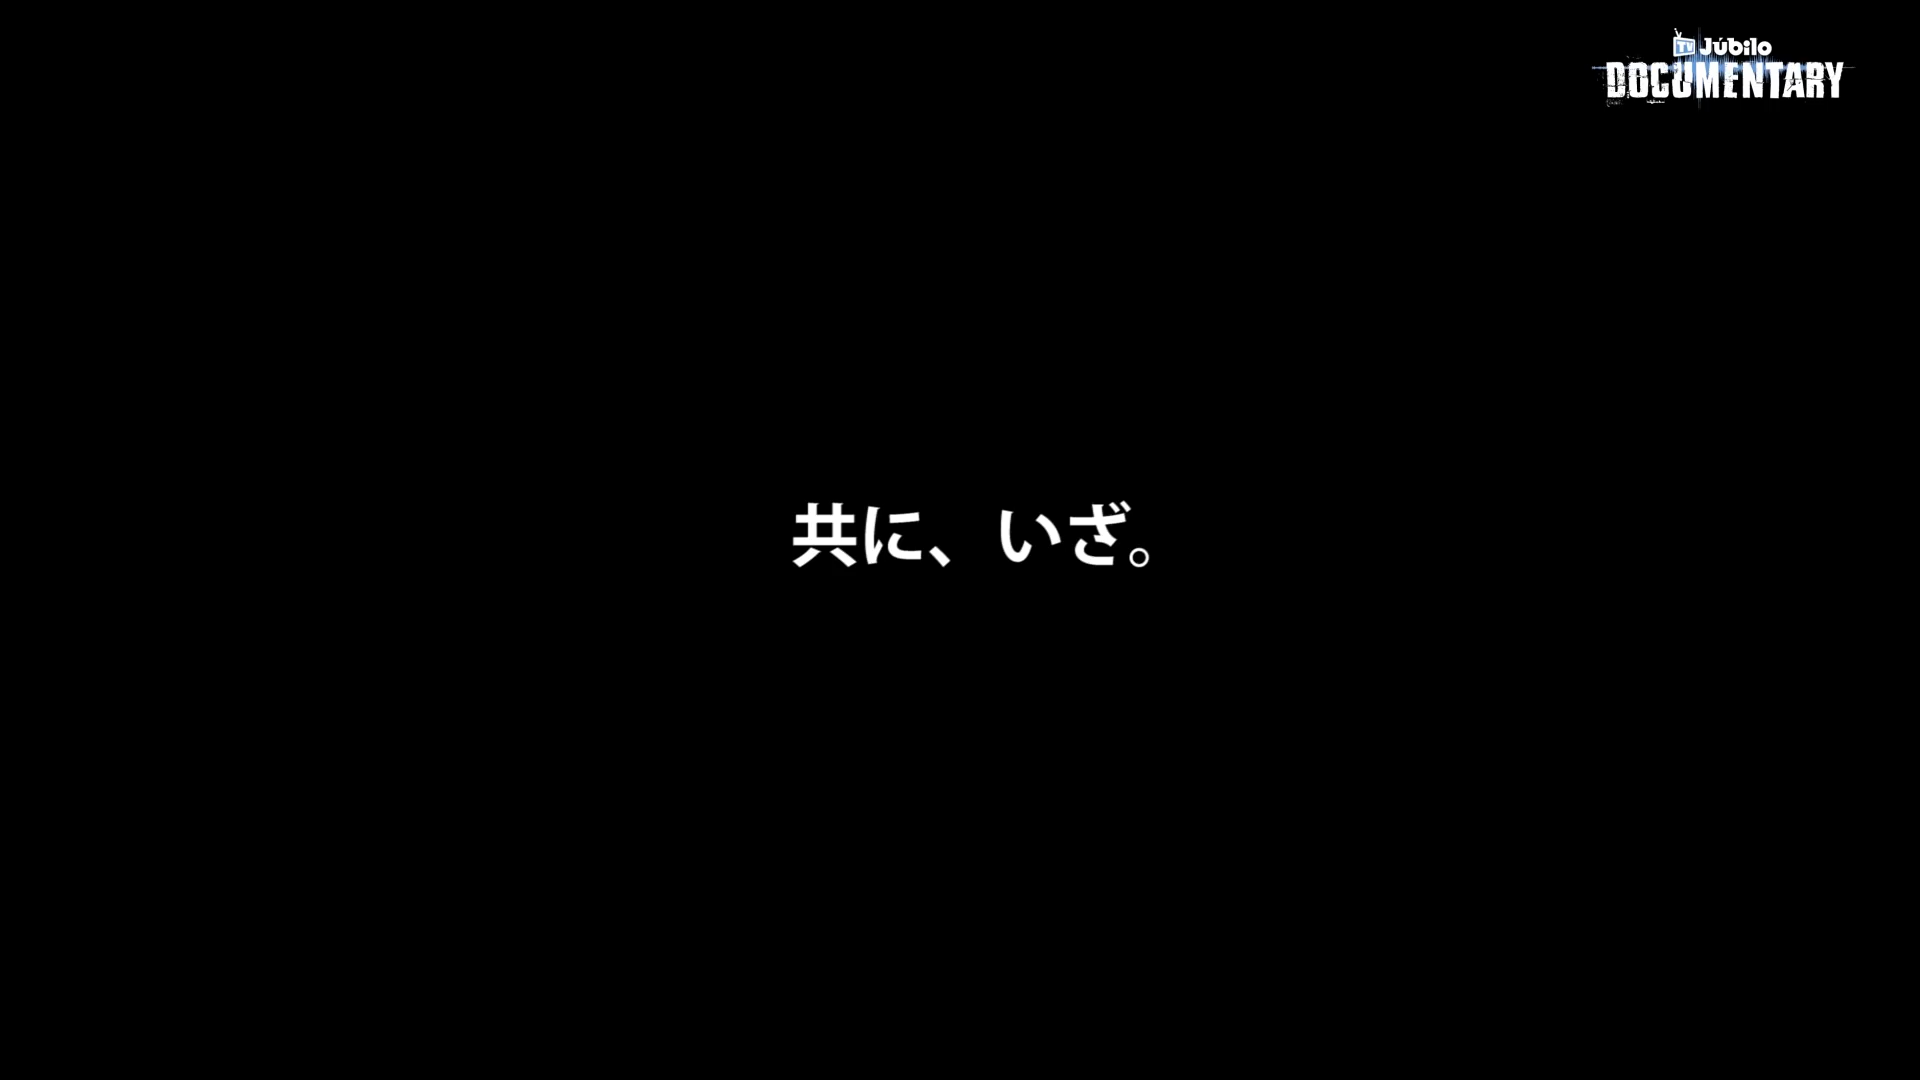 TV Júbilo
DOCUMENTARY
共に、いざ。